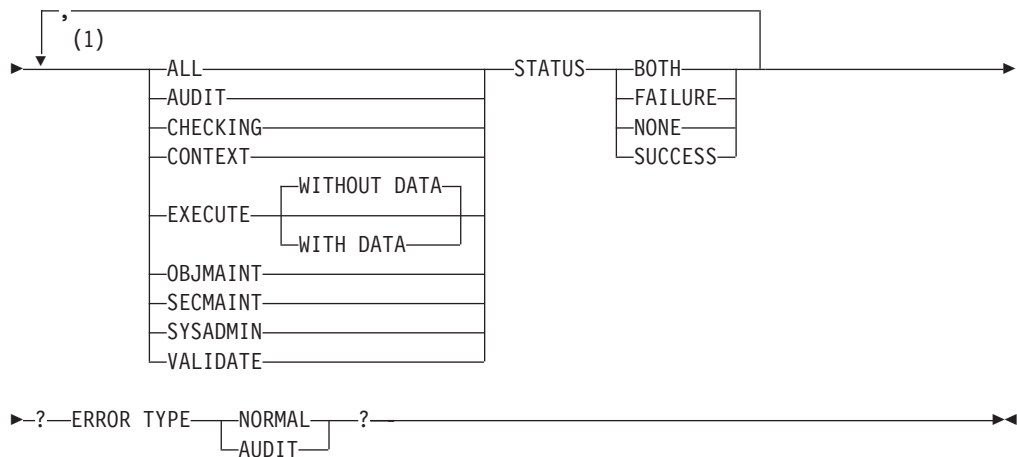 ,
(1)
ALL STATUS BOTH
AUDIT FAILURE
CHECKING NONE
CONTEXT SUCCESS
WITHOUT DATA
EXECUTE
WITH DATA
OBJMAINT
SECMAINT
SYSADMIN
VALIDATE
? ERROR TYPE NORMAL ?
AUDIT